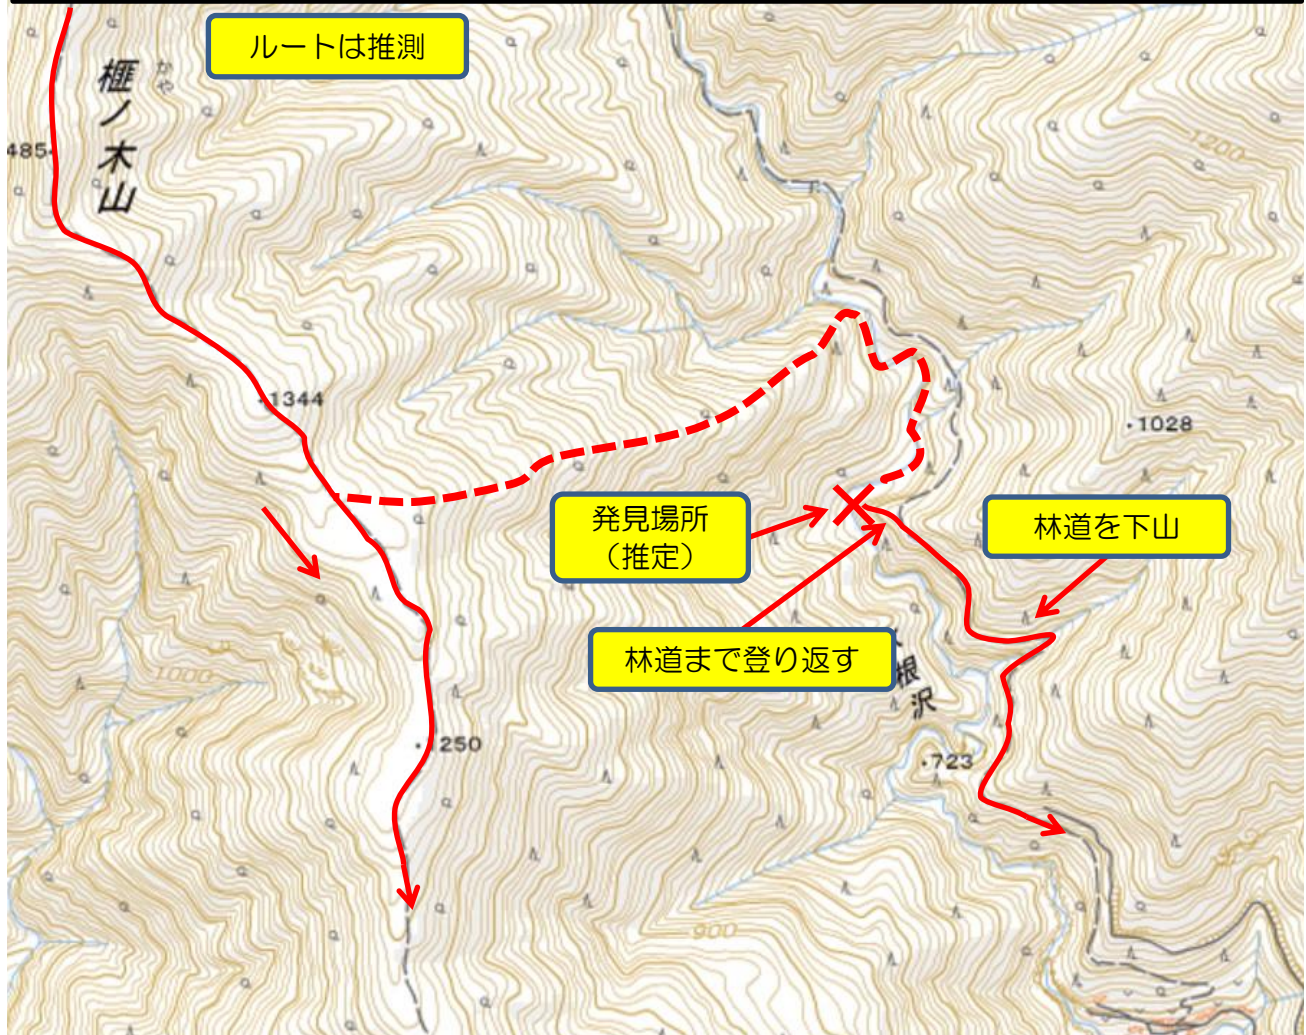 ルートは推測
榧ノ木山
かや
485
1200
1344
1028
発見場所
（推定）
林道を下山
林道まで登り返す
根沢
1000
1250
723
900